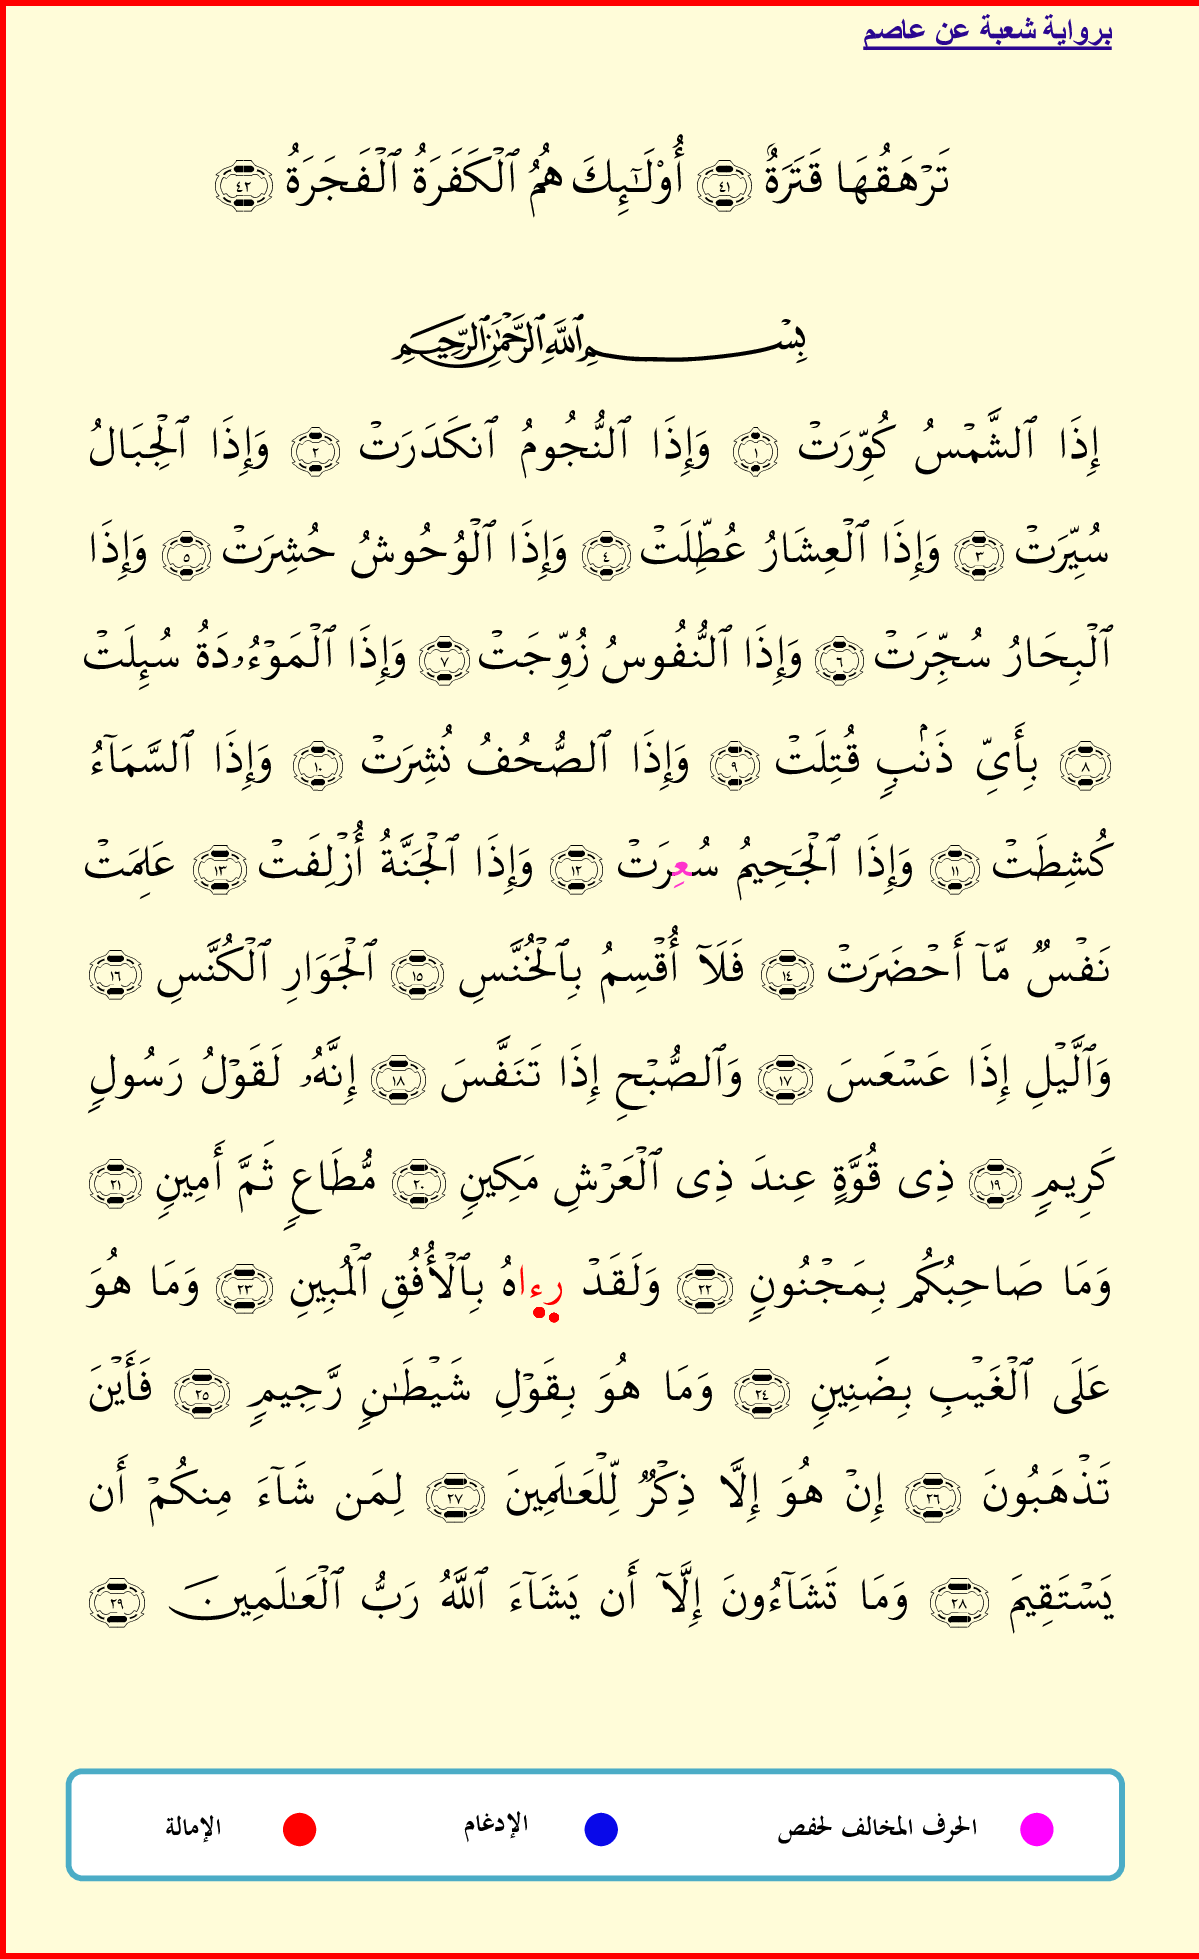 برواية شعبة عن عاصم
تَرْهَقُهَا قَتَرَةٌ ٤١ أُوْلَـٰٓئِكَ هُمُ ٱلْكَفَرَةُ ٱلْفَجَرَةُ ٤٢
بِسْمِ ٱللَّهِ ٱلرَّحْمَٰنِ ٱلرَّحِيمِ
إِذَا ٱلشَّمْسُ كُوِّرَتْ ١ وَإِذَا ٱلنُّجُومُ ٱنكَدَرَتْ ٢ وَإِذَا ٱلْجِبَالُ
سُيِّرَتْ ٣ وَإِذَا ٱلْعِشَارُ عُطِّلَتْ ٤ وَإِذَا ٱلْوُحُوشُ حُشِرَتْ ٥ وَإِذَا
ٱلْبِحَارُ سُجِّرَتْ ٦ وَإِذَا ٱلنُّفُوسُ زُوِّجَتْ ٧ وَإِذَا ٱلْمَوْءُۥدَةُ سُئِلَتْ
٨ بِأَىِّ ذَنۢبٍ قُتِلَتْ ٩ وَإِذَا ٱلصُّحُفُ نُشِرَتْ ١٠ وَإِذَا ٱلسَّمَآءُ
كُشِطَتْ ١١ وَإِذَا ٱلْجَحِيمُ سُعِرَتْ ١٢ وَإِذَا ٱلْجَنَّةُ أُزْلِفَتْ ١٣ عَلِمَتْ
نَفْسٌ مَّآ أَحْضَرَتْ ١٤ فَلَآ أُقْسِمُ بِٱلْخُنَّسِ ١٥ ٱلْجَوَارِ ٱلْكُنَّسِ ١٦
وَٱلَّيْلِ إِذَا عَسْعَسَ ١٧ وَٱلصُّبْحِ إِذَا تَنَفَّسَ ١٨ إِنَّهُۥ لَقَوْلُ رَسُولٍ
كَرِيمٍ ١٩ ذِى قُوَّةٍ عِندَ ذِى ٱلْعَرْشِ مَكِينٍ ٢٠ مُّطَاعٍ ثَمَّ أَمِينٍ ٢١
وَمَا صَاحِبُكُم بِمَجْنُونٍ ٢٢ وَلَقَدْ رِءاهُ بِٱلْأُفُقِ ٱلْمُبِينِ ٢٣ وَمَا هُوَ
عَلَى ٱلْغَيْبِ بِضَنِينٍ ٢٤ وَمَا هُوَ بِقَوْلِ شَيْطَـٰنٍ رَّجِيمٍ ٢٥ فَأَيْنَ
تَذْهَبُونَ ٢٦ إِنْ هُوَ إِلَّا ذِكْرٌ لِّلْعَـٰلَمِينَ ٢٧ لِمَن شَآءَ مِنكُمْ أَن
يَسْتَقِيمَ ٢٨ وَمَا تَشَآءُونَ إِلَّآ أَن يَشَآءَ ٱللَّهُ رَبُّ ٱلْعَـٰلَمِينَ ٢٩
الحرف المخالف لحفص الإدغام الإمالة